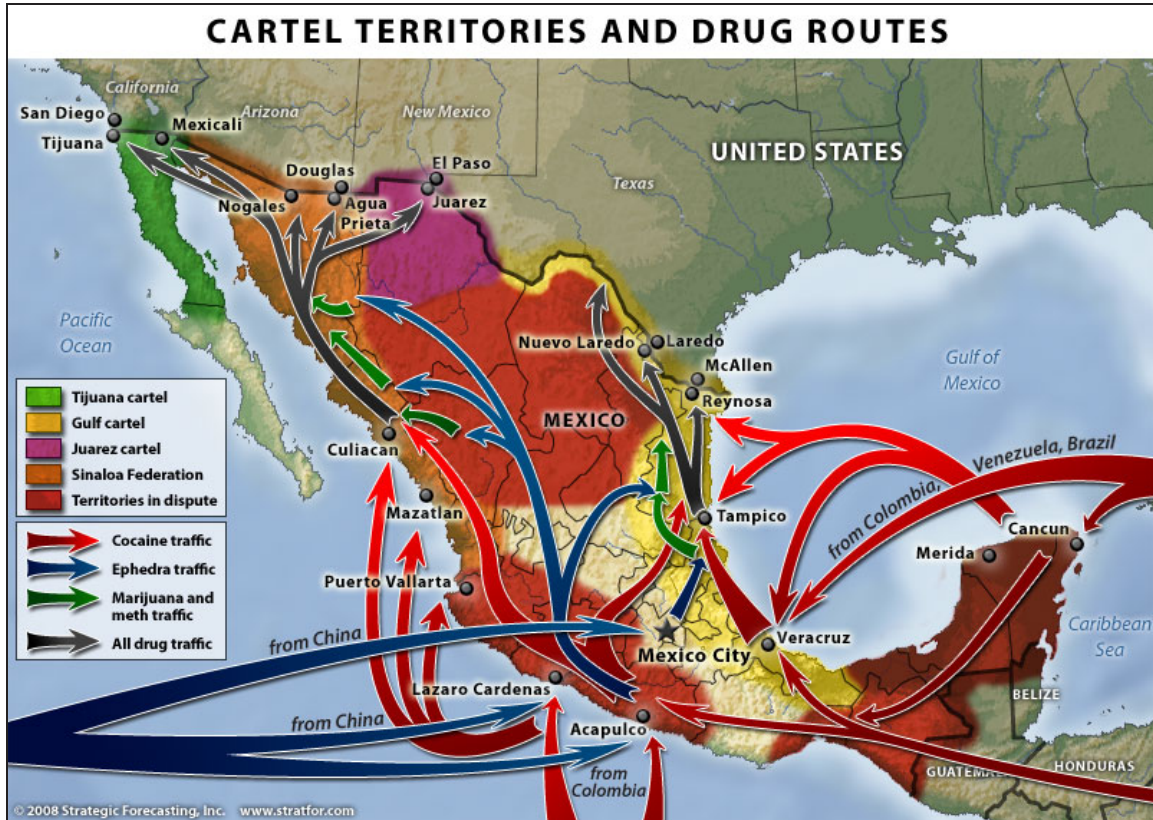 CARTEL TERRITORIES AND DRUG ROUTES
California
San Diego
Tijuana
Mexicali
Arizona
New Mexico
Douglas
Nogales
Agua
Prieta
El Paso
Juarez
UNITED STATES
Texas
Pacific
Ocean
Nuevo Laredo
Laredo
McAllen
Reynosa
Gulf of
Mexico
MEXICO
Tijuana cartel
Gulf cartel
Juarez cartel
Sinaloa Federation
Territories in dispute
Cocaine traffic
Ephedra traffic
Marijuana and
meth traffic
All drug traffic
Culiacan
Mazatlan
Puerto Vallarta
Tampico
from Colombia,
Venezuela, Brazil
Cancun
Merida
from China
Mexico City
Veracruz
Caribbean
Sea
Lazaro Cardenas
from China
Acapulco
from
Colombia
BELIZE
GUATEMALA
HONDURAS
© 2008 Strategic Forecasting, Inc. www.stratfor.com